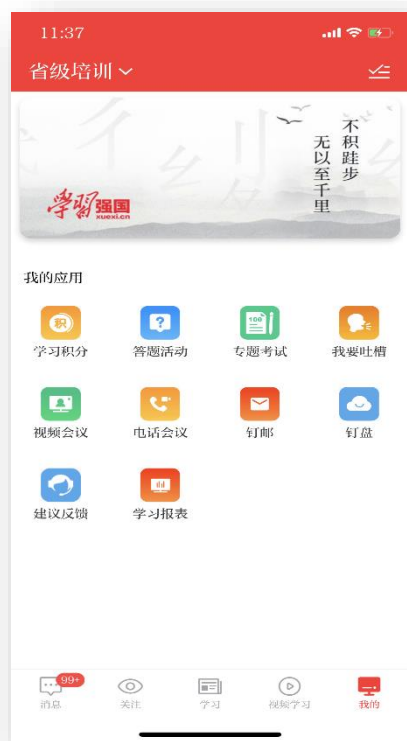 11:37
省级培训
不积跬步
无以至千里
学习强国
xuexi.cn
我的应用
积
学习积分
答题活动
100
专题考试
我要吐槽
视频会议
电话会议
钉邮
钉盘
建议反馈
学习报表
99+
消息
关注
学习
视频学习
我的